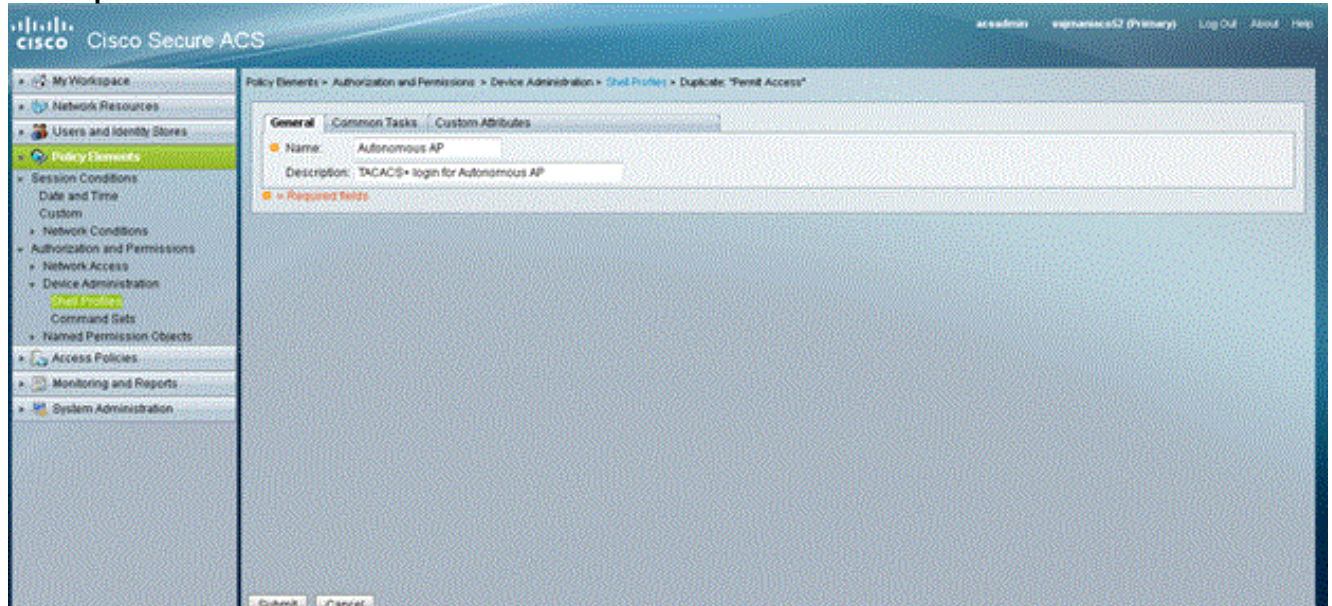 CISCO Cisco Secure ACS
acsadmin (Primary) Log Out About Help
My Workspace
Network Resources
Users and Identity Stores
Policy Elements
Session Conditions
Date and Time
Custom
Network Conditions
Authorization and Permissions
Network Access
Device Administration
Shell Profiles
Command Sets
Named Permission Objects
Access Policies
Monitoring and Reports
System Administration
Policy Elements > Authorization and Permissions > Device Administration > Shell Profiles > Duplicate: "Permit Access"
General Common Tasks Custom Attributes
Name: Autonomous AP
Description: TACACS+ login for Autonomous AP
= Required fields
Submit Cancel